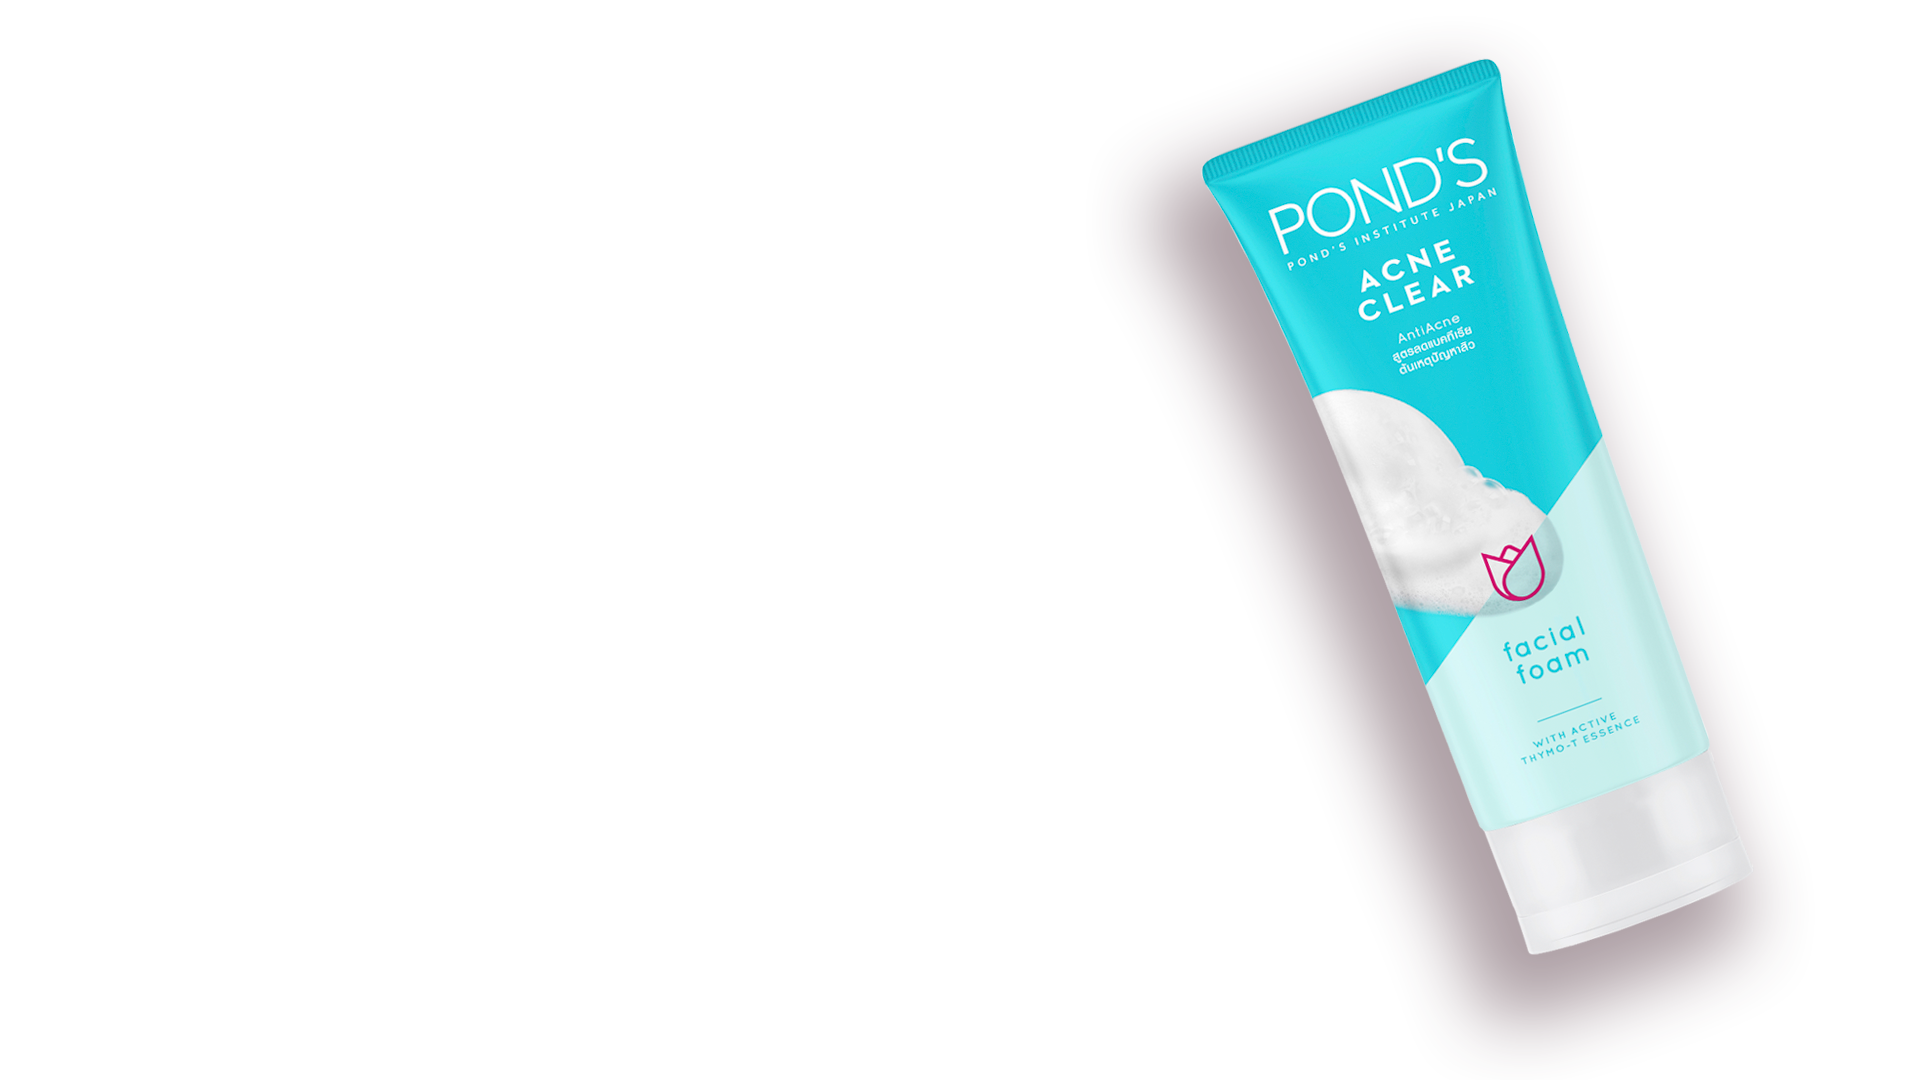 POND'S
POND'S INSTITUTE JAPAN
ACNE
CLEAR
AntiAcne
สูตรลดแบคทีเรีย
ต้นเหตุปัญหาสิว
facial
foam
WITH ACTIVE
THYMO-T ESSENCE